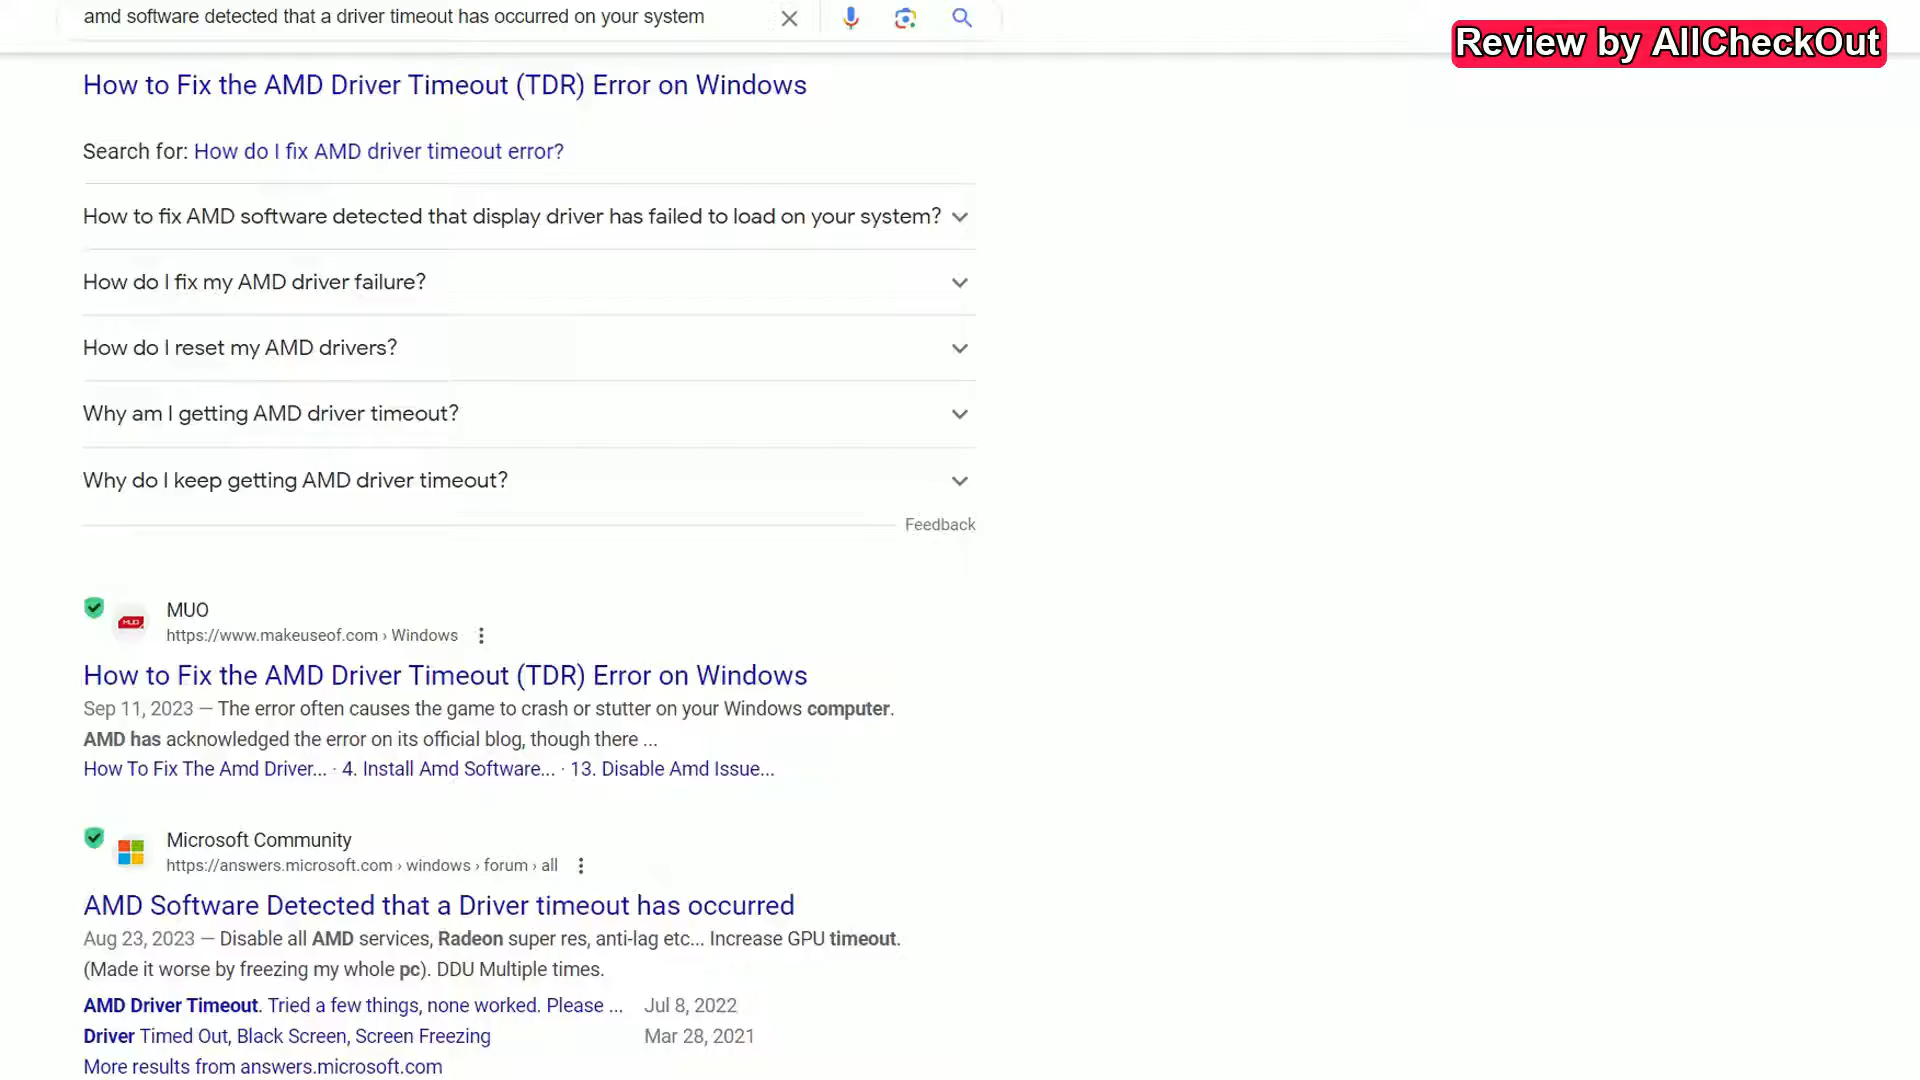 amd software detected that a driver timeout has occurred on your system
Review by AllCheckOut
How to Fix the AMD Driver Timeout (TDR) Error on Windows
Search for: How do I fix AMD driver timeout error?
How to fix AMD software detected that display driver has failed to load on your system?
How do I fix my AMD driver failure?
How do I reset my AMD drivers?
Why am I getting AMD driver timeout?
Why do I keep getting AMD driver timeout?
Feedback
MUO
MUO
https://www.makeuseof.com › Windows
How to Fix the AMD Driver Timeout (TDR) Error on Windows
Sep 11, 2023 — The error often causes the game to crash or stutter on your Windows computer.
AMD has acknowledged the error on its official blog, though there ...
How To Fix The Amd Driver... · 4. Install Amd Software... · 13. Disable Amd Issue...
Microsoft Community
https://answers.microsoft.com › windows › forum › all
AMD Software Detected that a Driver timeout has occurred
Aug 23, 2023 — Disable all AMD services, Radeon super res, anti-lag etc... Increase GPU timeout.
(Made it worse by freezing my whole pc). DDU Multiple times.
AMD Driver Timeout. Tried a few things, none worked. Please ... Jul 8, 2022
Driver Timed Out, Black Screen, Screen Freezing Mar 28, 2021
More results from answers.microsoft.com